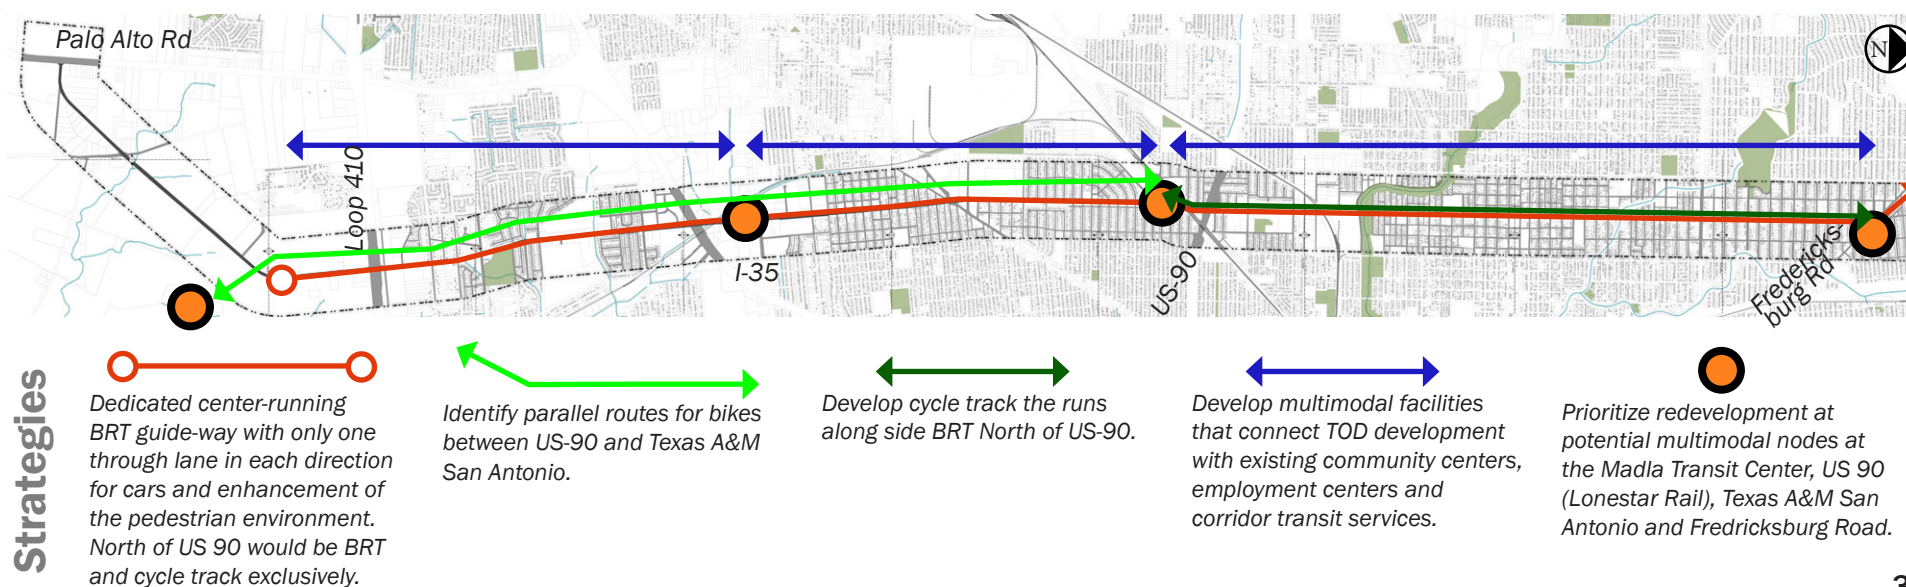 Palo Alto Rd
N
Loop 410
I-35
US-90
Fredericks-
burg Rd
Strategies
Dedicated center-running
BRT guide-way with only one
through lane in each direction
for cars and enhancement of
the pedestrian environment.
North of US 90 would be BRT
and cycle track exclusively.
Identify parallel routes for bikes
between US-90 and Texas A&M
San Antonio.
Develop cycle track the runs
along side BRT North of US-90.
Develop multimodal facilities
that connect TOD development
with existing community centers,
employment centers and
corridor transit services.
Prioritize redevelopment at
potential multimodal nodes at
the Madla Transit Center, US 90
(Lonestar Rail), Texas A&M San
Antonio and Fredricksburg Road.
3